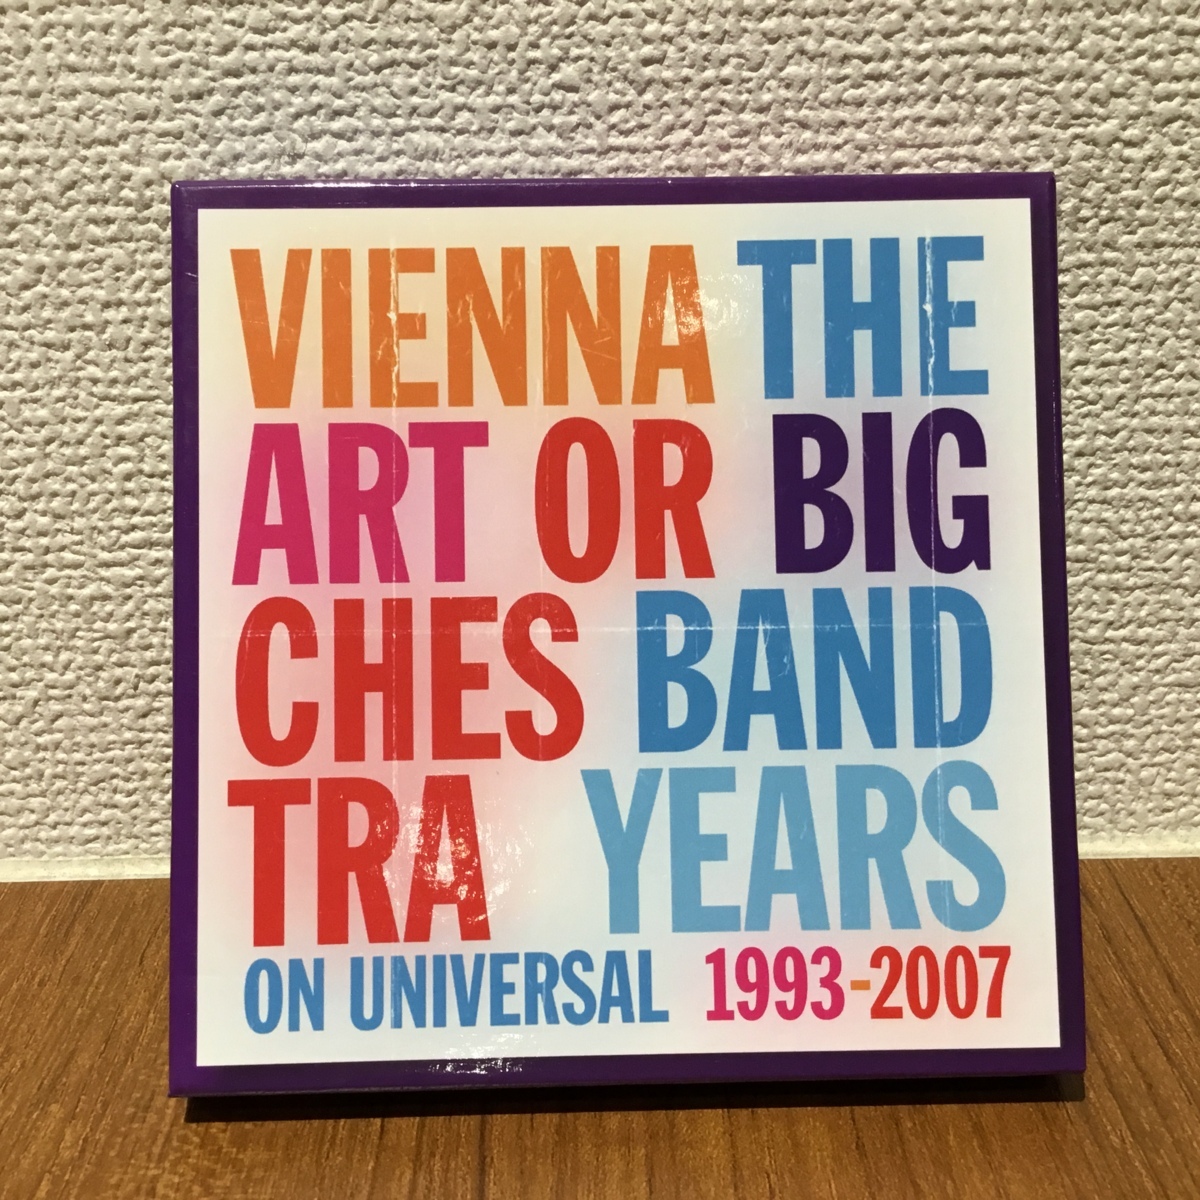 VIENNA THE
ART OR BIG
CHES BAND
TRA YEARS
ON UNIVERSAL 1993-2007